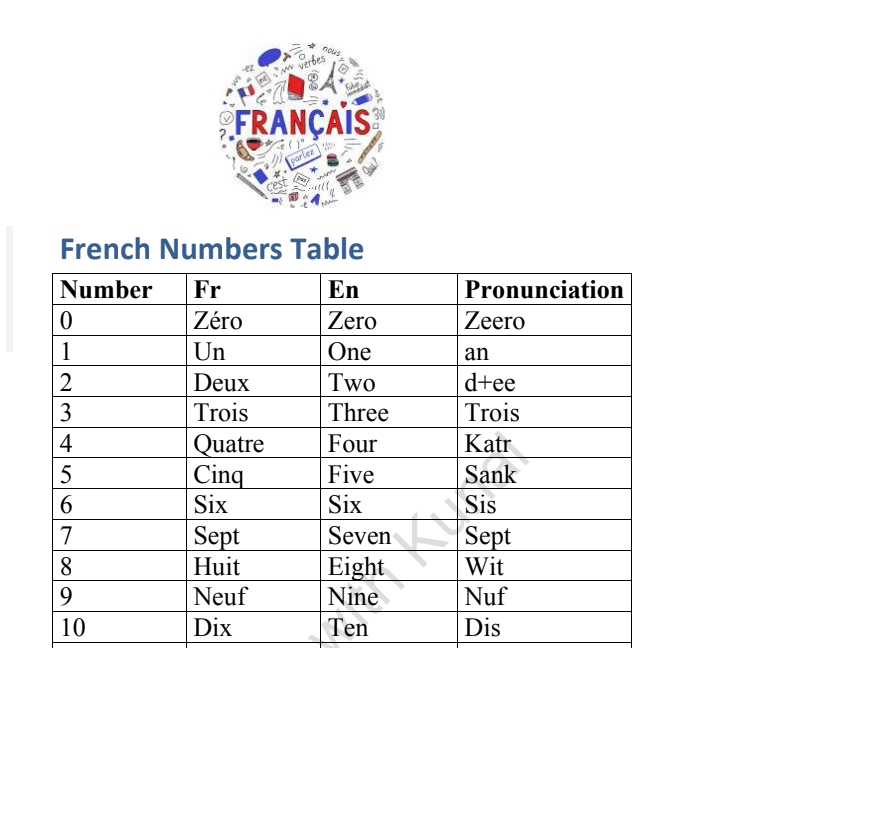 nous
verbes
FRANÇAIS
?
parlez
c'est
Qui?
French Numbers Table
Number Fr En Pronunciation
0 Zéro Zero Zeero
1 Un One an
2 Deux Two d+ee
3 Trois Three Trois
4 Quatre Four Katr
5 Cinq Five Sank
6 Six Six Sis
7 Sept Seven Sept
8 Huit Eight Wit
9 Neuf Nine Nuf
10 Dix Ten Dis
with Kunal